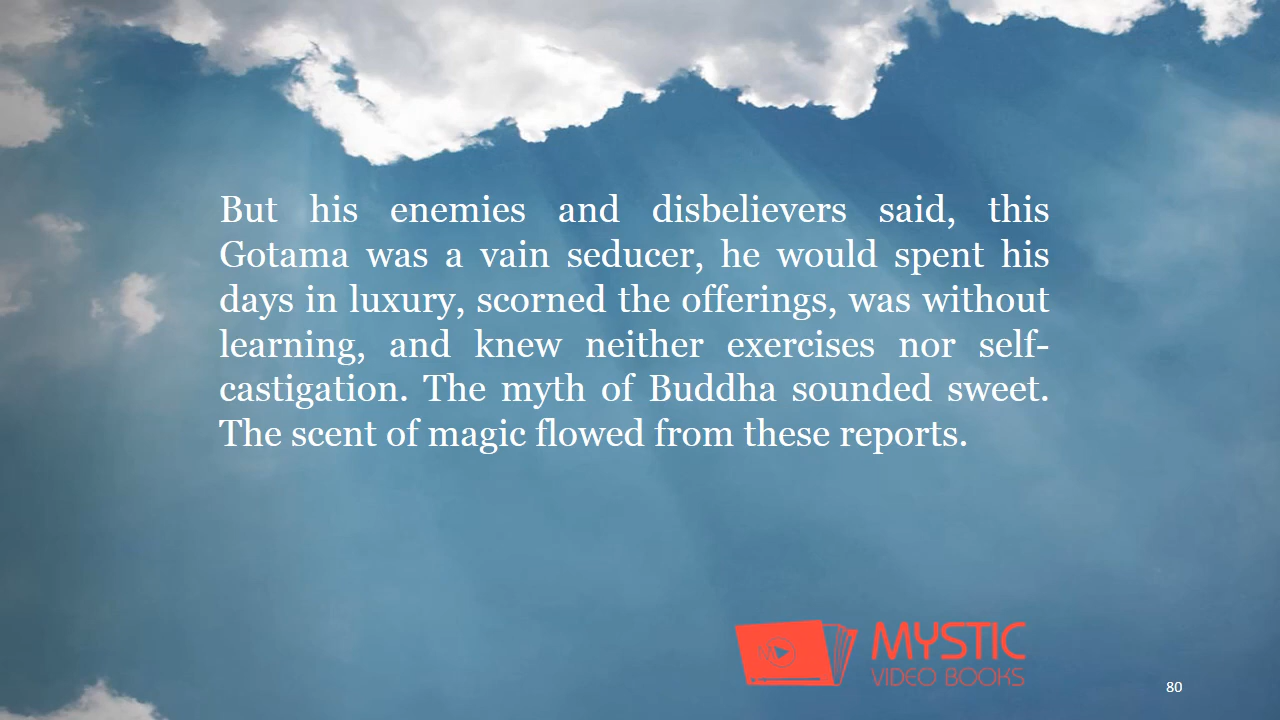 But his enemies and disbelievers said, this
Gotama was a vain seducer, he would spent his
days in luxury, scorned the offerings, was without
learning, and knew neither exercises nor self-
castigation. The myth of Buddha sounded sweet.
The scent of magic flowed from these reports.
MYSTIC
VIDEO BOOKS
80